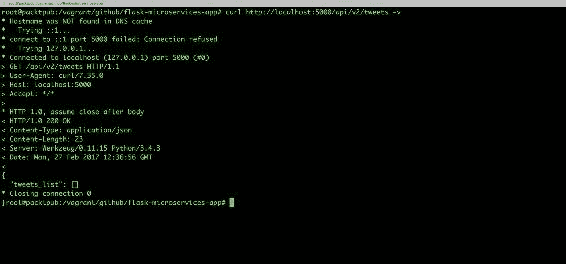 root@packtpub:/vagrant/github/flask-microservices-app# curl http://localhost:5000/api/v2/tweets -v
* Hostname was NOT found in DNS cache
*   Trying ::1...
* connect to ::1 port 5000 failed: Connection refused
*   Trying 127.0.0.1...
* Connected to localhost (127.0.0.1) port 5000 (#0)
> GET /api/v2/tweets HTTP/1.1
> User-Agent: curl/7.35.0
> Host: localhost:5000
> Accept: */*
>
* HTTP 1.0, assume close after body
< HTTP/1.0 200 OK
< Content-Type: application/json
< Content-Length: 23
< Server: Werkzeug/0.11.15 Python/3.4.3
< Date: Mon, 27 Feb 2017 12:36:56 GMT
<
{
  "tweets_list": []
* Closing connection 0
}root@packtpub:/vagrant/github/flask-microservices-app#